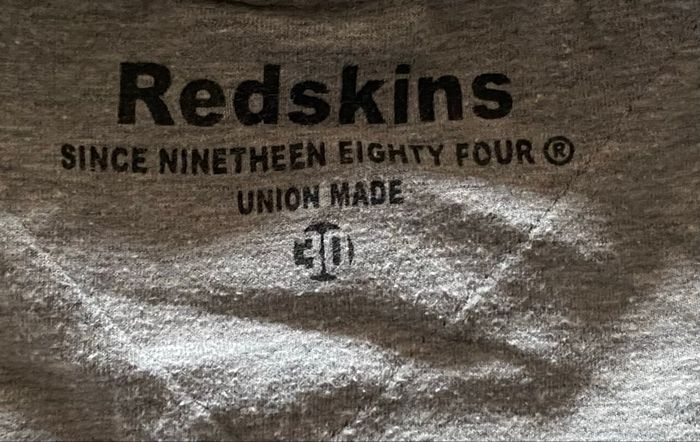 Redskins
SINCE NINETHEEN EIGHTY FOUR ®
UNION MADE